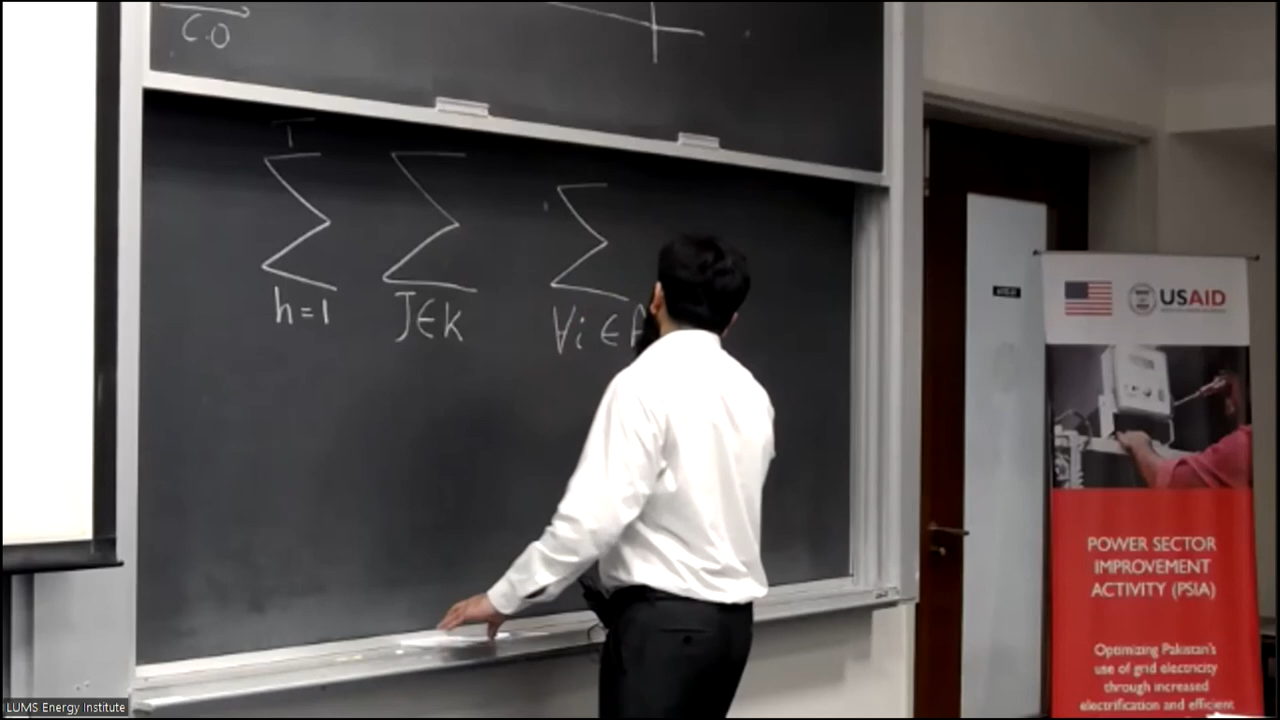 C.O
T
∑ ∑ ∑
h=1 J∈K ∀i∈
USAID
POWER SECTOR
IMPROVEMENT
ACTIVITY (PSIA)
Optimizing Pakistan's
use of grid electricity
through increased
electrification and efficient
LUMS Energy Institute